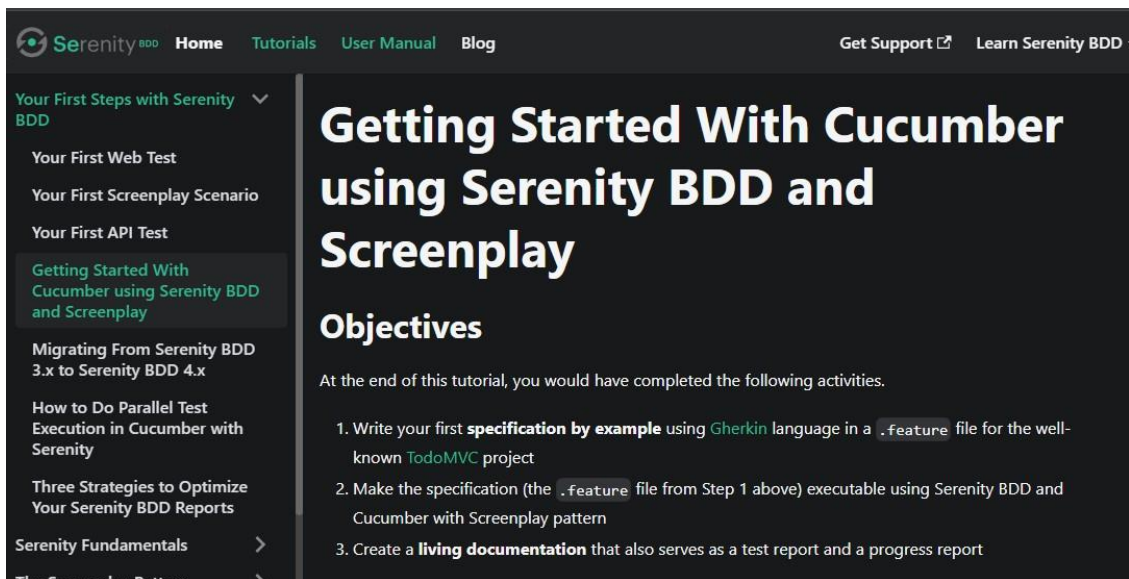 Serenity BDD Home Tutorials User Manual Blog Get Support Learn Serenity BDD
Your First Steps with Serenity
BDD
Your First Web Test
Your First Screenplay Scenario
Your First API Test
Getting Started With
Cucumber using Serenity BDD
and Screenplay
Migrating From Serenity BDD
3.x to Serenity BDD 4.x
How to Do Parallel Test
Execution in Cucumber with
Serenity
Three Strategies to Optimize
Your Serenity BDD Reports
Serenity Fundamentals
Getting Started With Cucumber
using Serenity BDD and
Screenplay
Objectives
At the end of this tutorial, you would have completed the following activities.
1. Write your first specification by example using Gherkin language in a .feature file for the well-
known TodoMVC project
2. Make the specification (the .feature file from Step 1 above) executable using Serenity BDD and
Cucumber with Screenplay pattern
3. Create a living documentation that also serves as a test report and a progress report